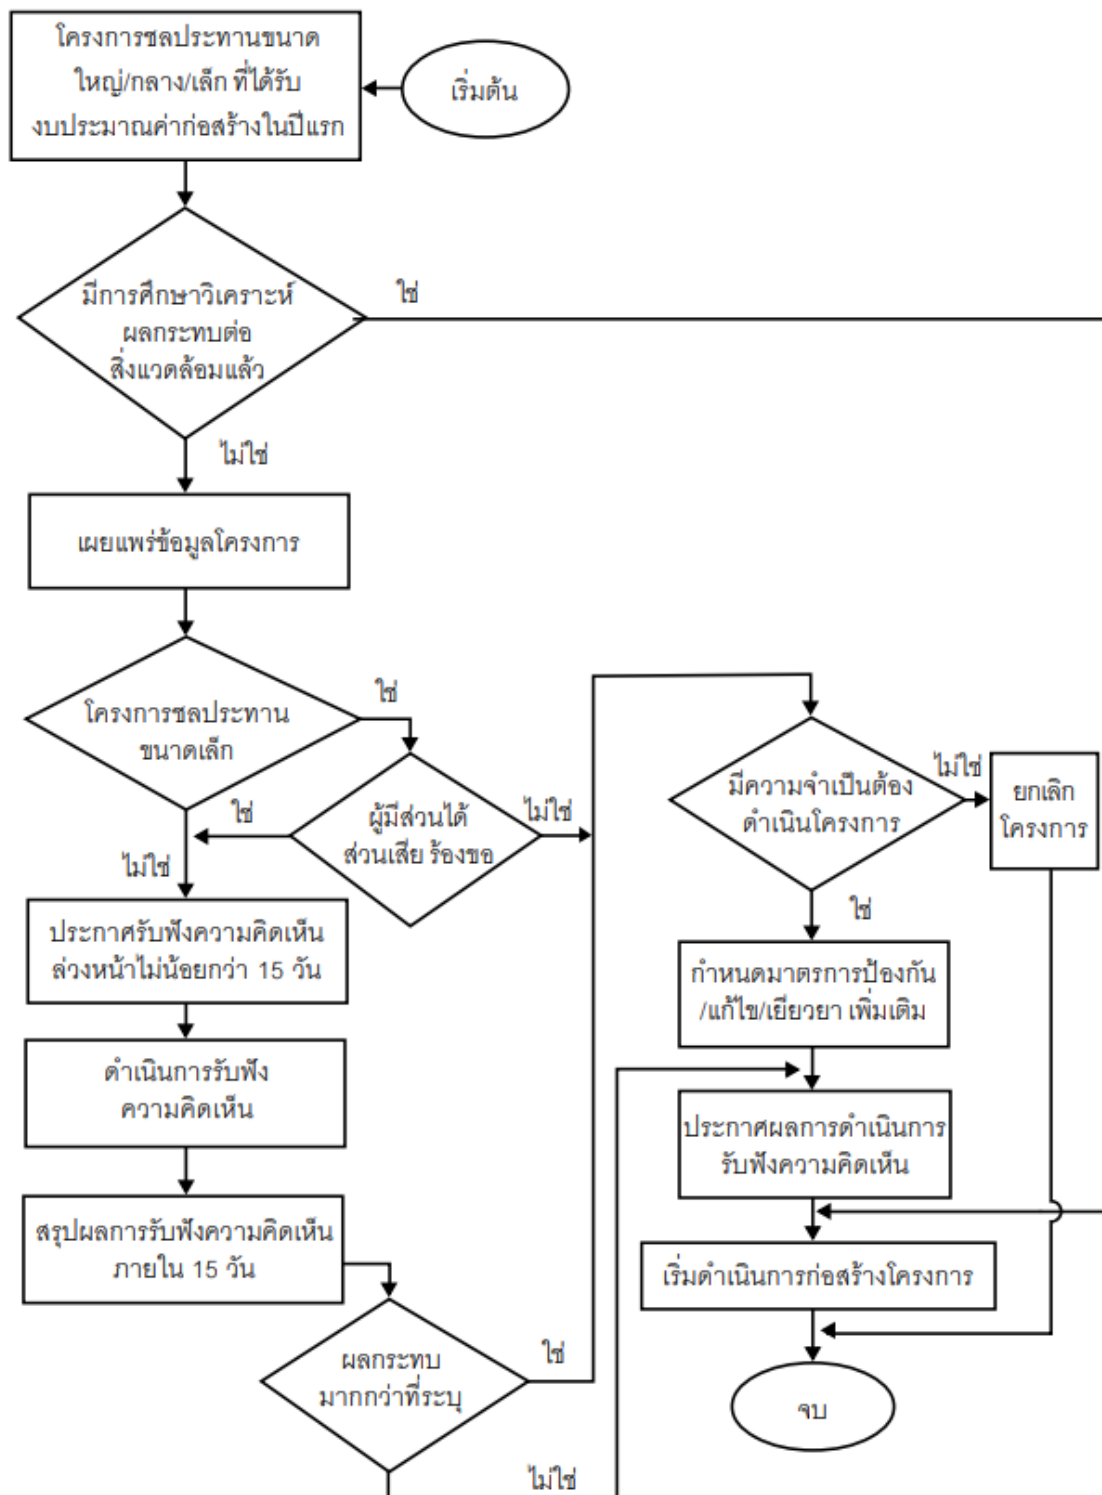 โครงการชลประทานขนาด
ใหญ่/กลาง/เล็ก ที่ได้รับ
งบประมาณค่าก่อสร้างในปีแรก
เริ่มต้น
มีการศึกษาวิเคราะห์
ผลกระทบต่อ
สิ่งแวดล้อมแล้ว
ใช่
ไม่ใช่
เผยแพร่ข้อมูลโครงการ
โครงการชลประทาน
ขนาดเล็ก
ใช่
ผู้มีส่วนได้
ส่วนเสีย ร้องขอ
ใช่
ไม่ใช่
ไม่ใช่
ประกาศรับฟังความคิดเห็น
ล่วงหน้าไม่น้อยกว่า 15 วัน
ดำเนินการรับฟัง
ความคิดเห็น
สรุปผลการรับฟังความคิดเห็น
ภายใน 15 วัน
ผลกระทบ
มากกว่าที่ระบุ
ใช่
ไม่ใช่
มีความจำเป็นต้อง
ดำเนินโครงการ
ไม่ใช่
ยกเลิก
โครงการ
ใช่
กำหนดมาตรการป้องกัน
/แก้ไข/เยียวยา เพิ่มเติม
ประกาศผลการดำเนินการ
รับฟังความคิดเห็น
เริ่มดำเนินการก่อสร้างโครงการ
จบ